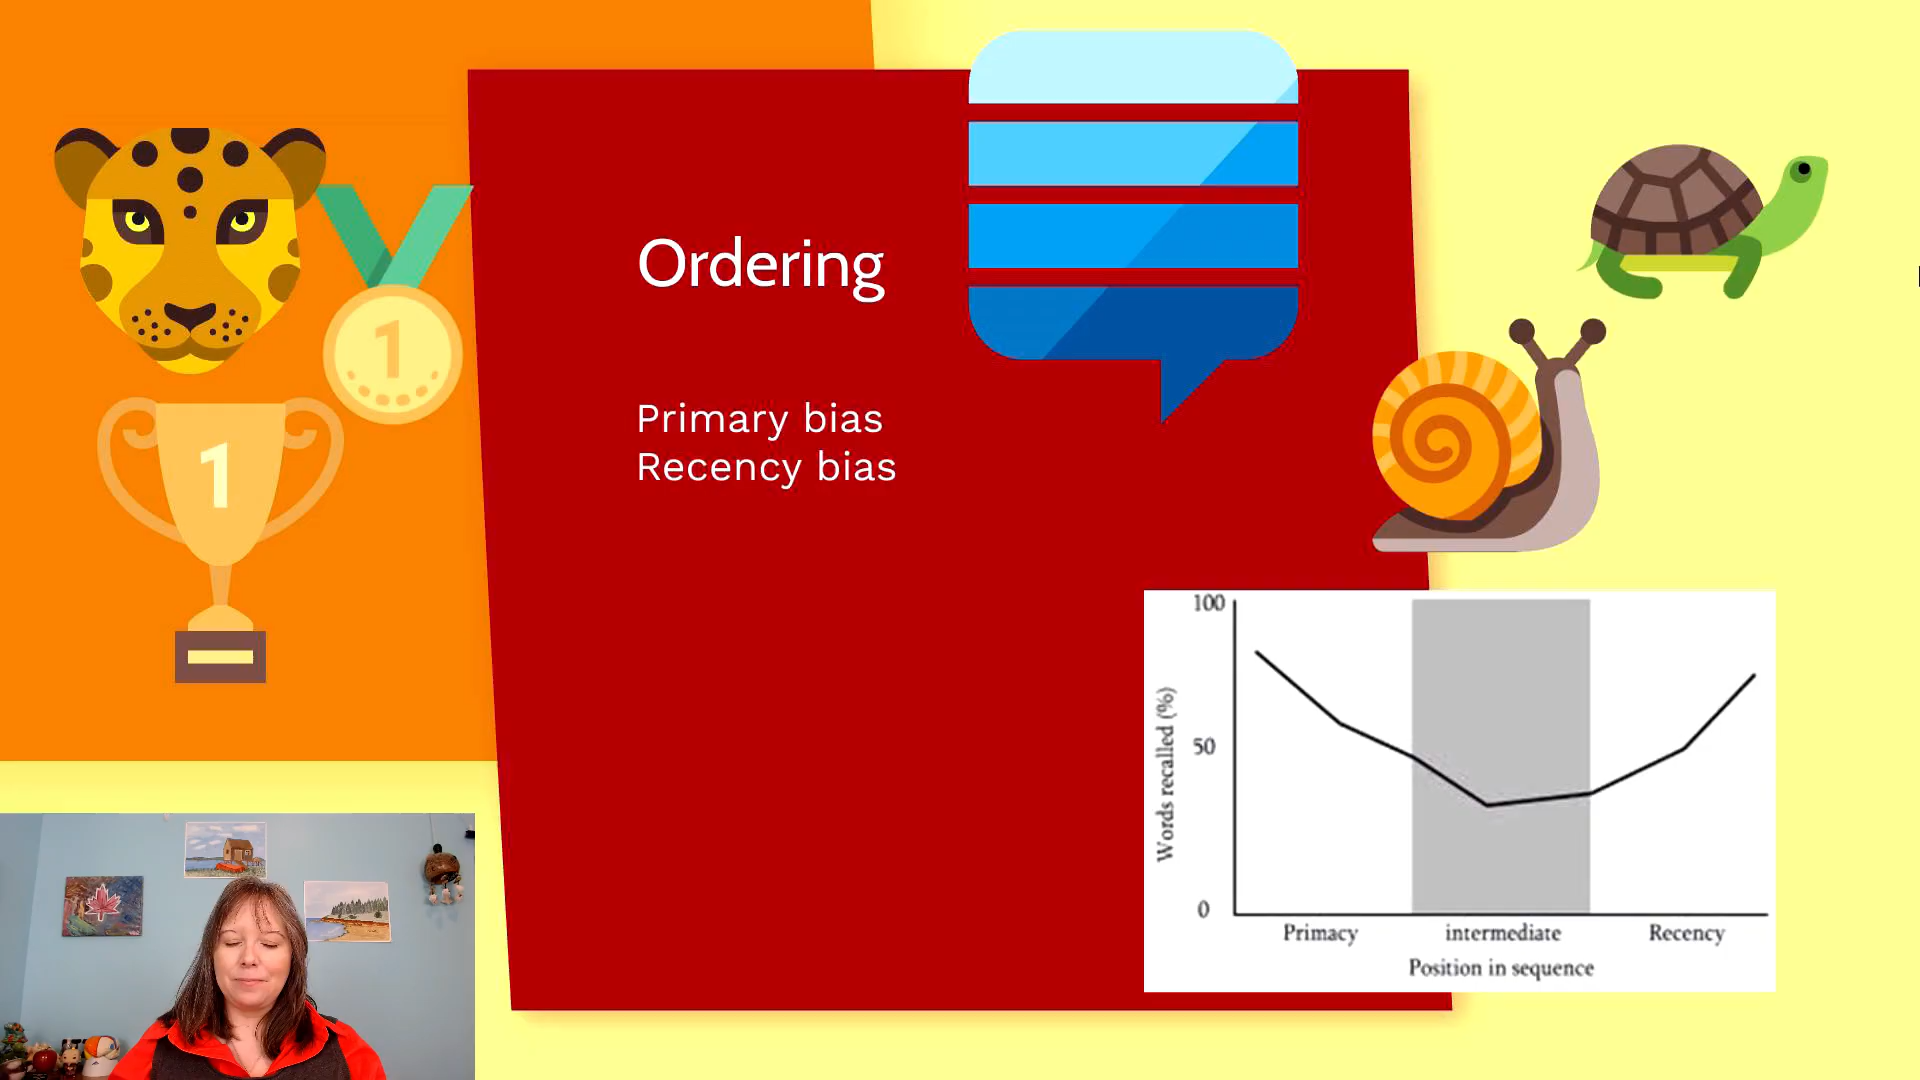 Ordering
Primary bias
Recency bias
1
1
100
50
0
Words recalled (%)
Primacy
intermediate
Recency
Position in sequence